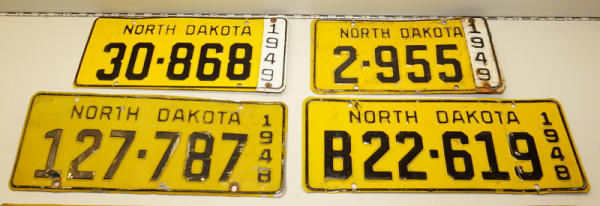 NORTH DAKOTA
30·868
1949
NORTH DAKOTA
2·955
1949
NORTH DAKOTA
127·787
1948
NORTH DAKOTA
B22·619
1948